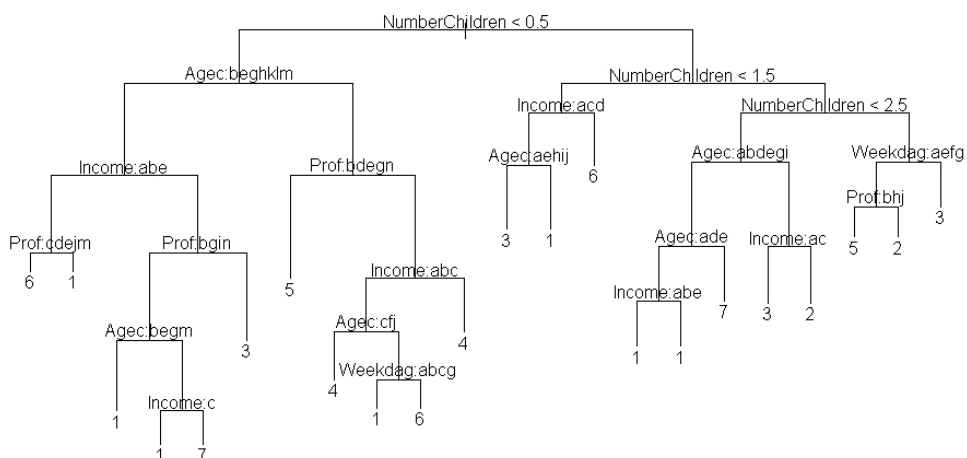 NumberChildren < 0.5
Agec:beghklm
NumberChildren < 1.5
Income:acd
NumberChildren < 2.5
Income:abe
Prof:bdegn
Agec:aehij
6
Agec:abdegi
Weekdag:aefg
Prof:bhj
3
Prof:cdejm
Prof:bgin
3
1
Agec:ade
Income:ac
5
2
6
1
5
Income:abc
Income:abe
7
3
2
Agec:begm
3
Agec:cfj
4
1
1
4
Weekdag:abcg
1
Income:c
1
6
1
7